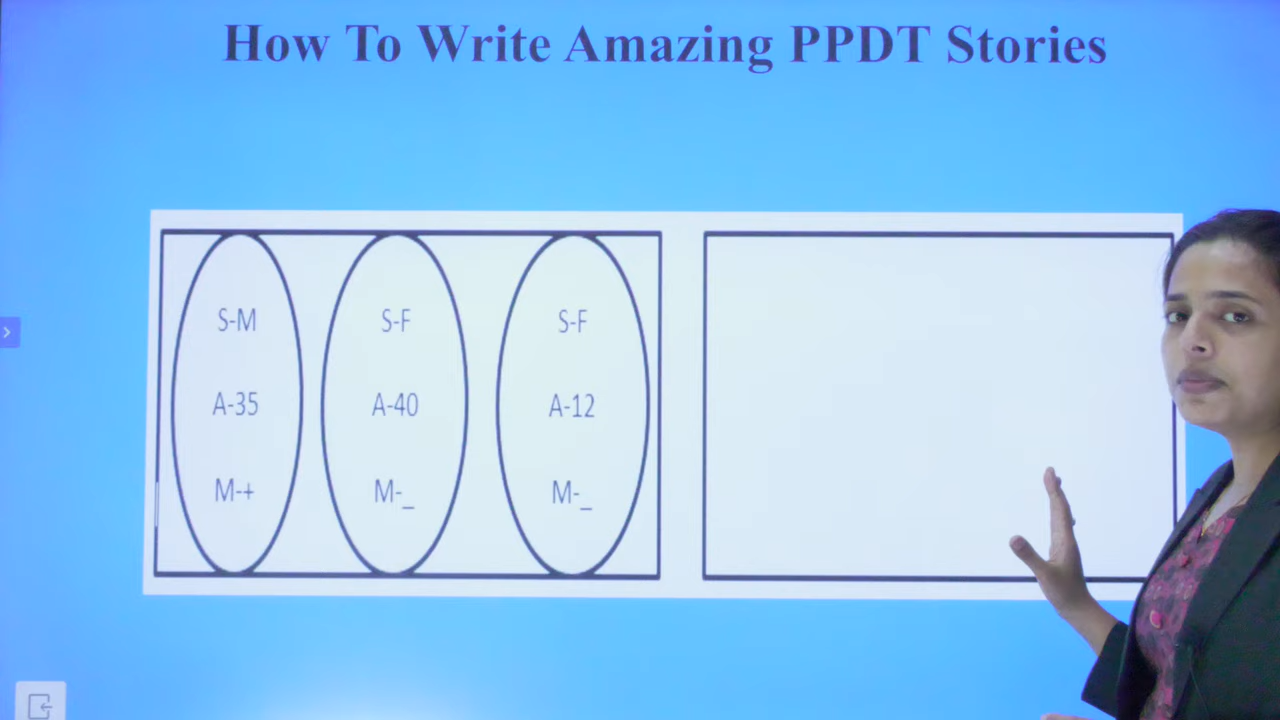 How To Write Amazing PPDT Stories
S-M
A-35
M-+
S-F
A-40
M-_
S-F
A-12
M-_